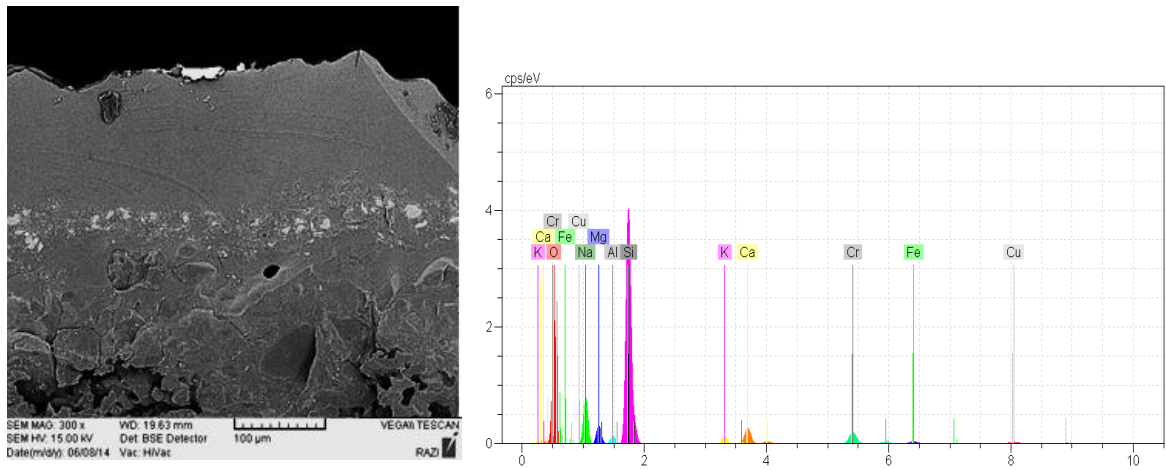 SEM MAG: 300 x WD: 19.63 mm VEGA\\ TESCAN
SEM HV: 15.00 kV Det: BSE Detector 100 µm
Date(m/d/y): 06/08/14 Vac: HiVac RAZI
cps/eV
6
4
2
0
Cr Cu
Ca Fe Mg
K O Na Al Si K Ca Cr Fe Cu
0 2 4 6 8 10